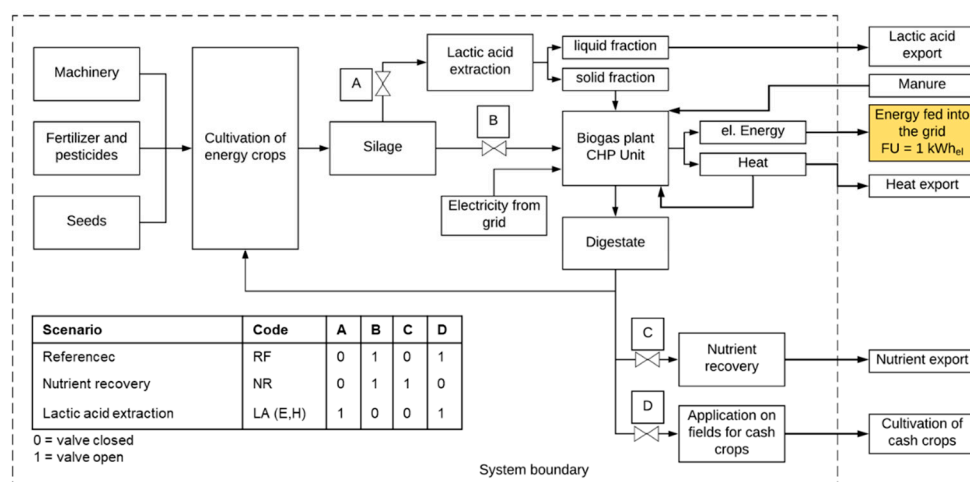 Machinery
Fertilizer and
pesticides
Seeds
Cultivation of
energy crops
Silage
A
B
Lactic acid
extraction
liquid fraction
solid fraction
Biogas plant
CHP Unit
Electricity from
grid
el. Energy
Heat
Digestate
Lactic acid
export
Manure
Energy fed into
the grid
FU = 1 kWhel
Heat export
C
Nutrient
recovery
Nutrient export
D
Application on
fields for cash
crops
Cultivation of
cash crops
Scenario Code A B C D
Referencec RF 0 1 0 1
Nutrient recovery NR 0 1 1 0
Lactic acid extraction LA (E,H) 1 0 0 1
0 = valve closed
1 = valve open
System boundary